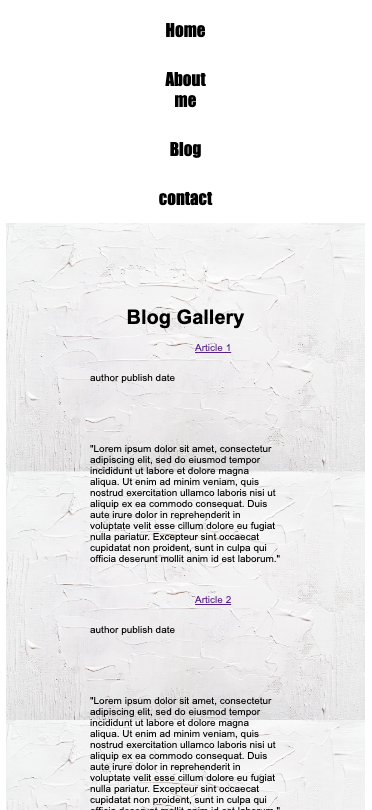 Home
About
me
Blog
contact
Blog Gallery
Article 1
author publish date
"Lorem ipsum dolor sit amet, consectetur
adipiscing elit, sed do eiusmod tempor
incididunt ut labore et dolore magna
aliqua. Ut enim ad minim veniam, quis
nostrud exercitation ullamco laboris nisi ut
aliquip ex ea commodo consequat. Duis
aute irure dolor in reprehenderit in
voluptate velit esse cillum dolore eu fugiat
nulla pariatur. Excepteur sint occaecat
cupidatat non proident, sunt in culpa qui
officia deserunt mollit anim id est laborum."
Article 2
author publish date
"Lorem ipsum dolor sit amet, consectetur
adipiscing elit, sed do eiusmod tempor
incididunt ut labore et dolore magna
aliqua. Ut enim ad minim veniam, quis
nostrud exercitation ullamco laboris nisi ut
aliquip ex ea commodo consequat. Duis
aute irure dolor in reprehenderit in
voluptate velit esse cillum dolore eu fugiat
nulla pariatur. Excepteur sint occaecat
cupidatat non proident, sunt in culpa qui
officia deserunt mollit anim id est laborum."